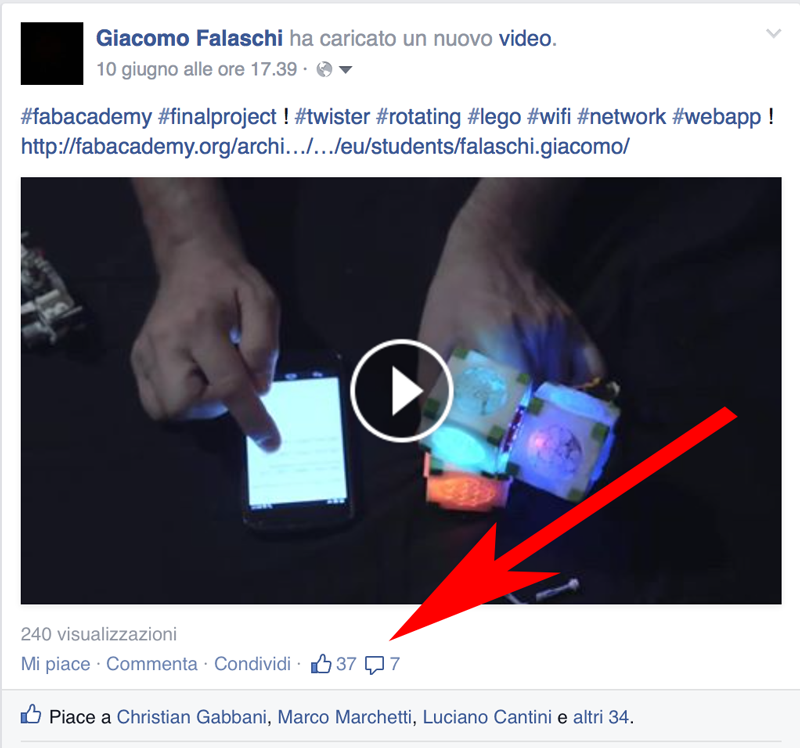 Giacomo Falaschi ha caricato un nuovo video.
10 giugno alle ore 17.39 ·
#fabacademy #finalproject ! #twister #rotating #lego #wifi #network #webapp !
http://fabacademy.org/archi…/…/eu/students/falaschi.giacomo/
240 visualizzazioni
Mi piace · Commenta · Condividi · 37 7
Piace a Christian Gabbani, Marco Marchetti, Luciano Cantini e altri 34.